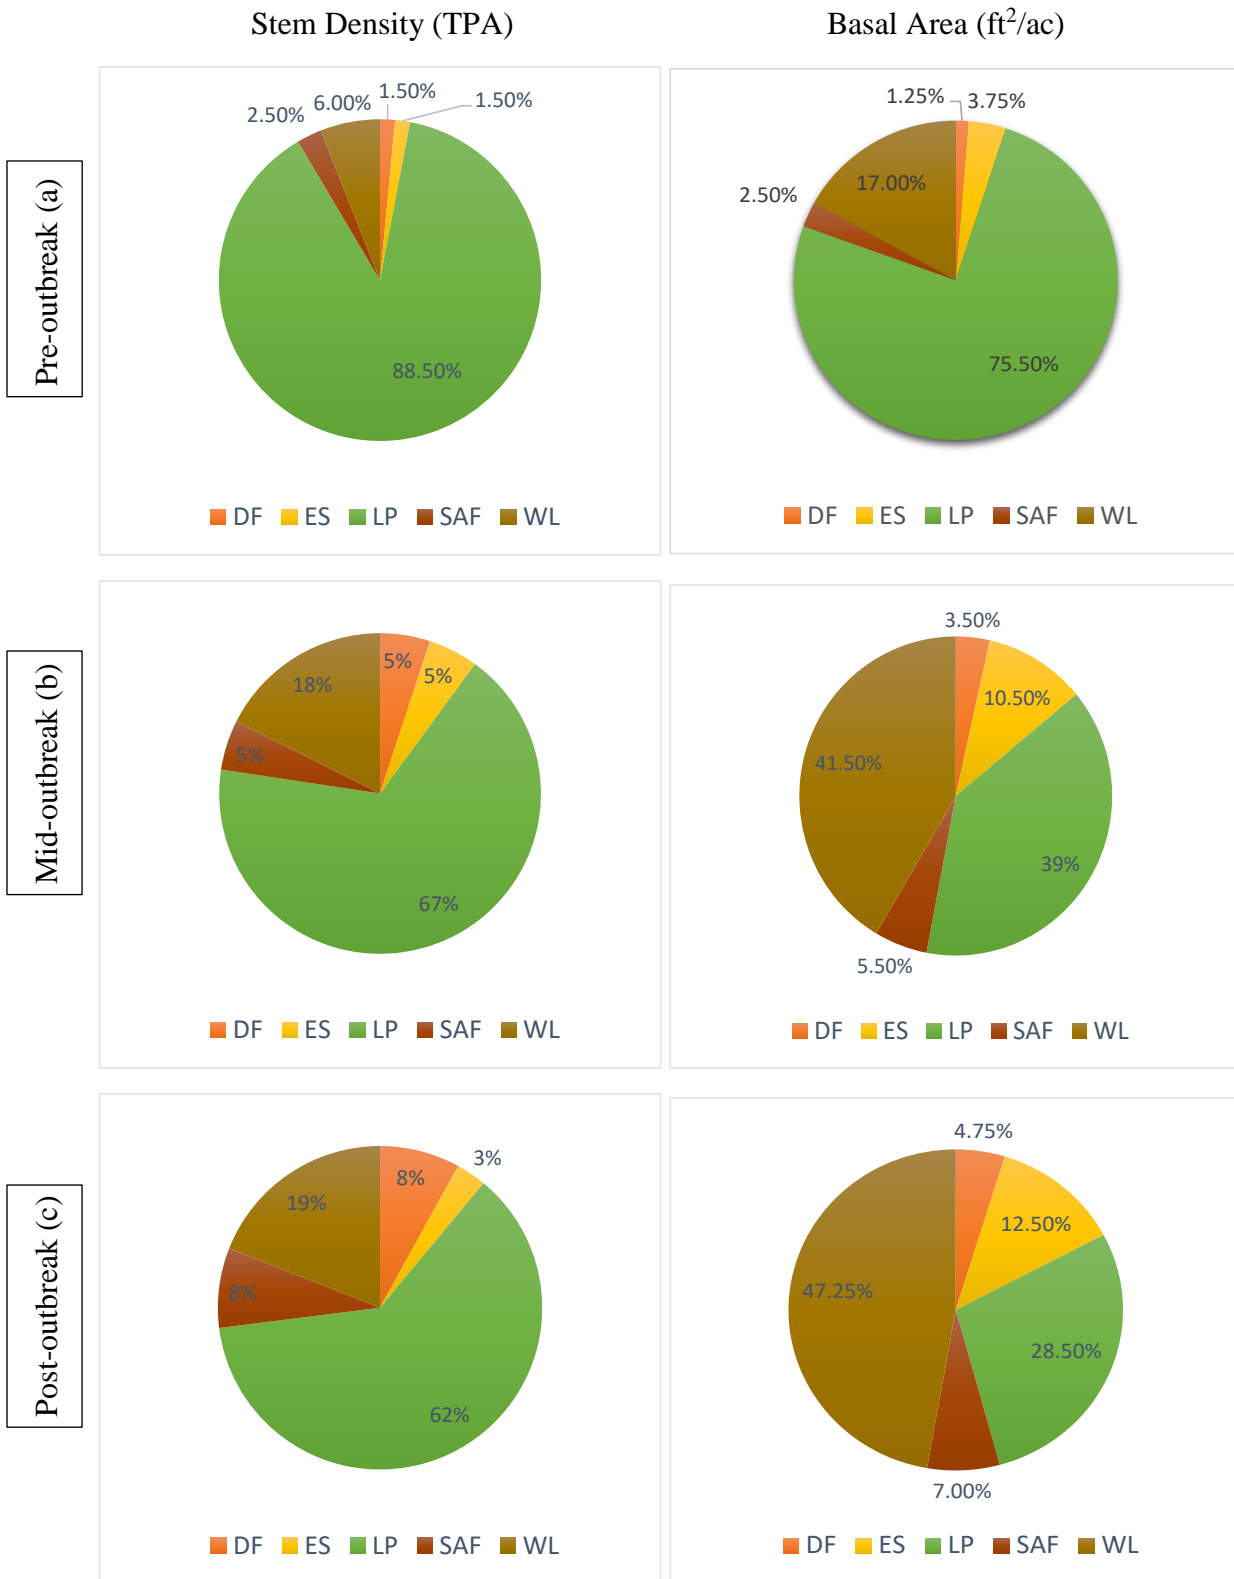 Stem Density (TPA)
Basal Area (ft²/ac)
Pre-outbreak (a)
2.50% 6.00% 1.50% 1.50%
88.50%
DF ES LP SAF WL
1.25% 3.75%
17.00%
2.50%
75.50%
DF ES LP SAF WL
Mid-outbreak (b)
5%
5%
18%
5%
67%
DF ES LP SAF WL
3.50%
10.50%
41.50%
39%
5.50%
DF ES LP SAF WL
Post-outbreak (c)
3%
8%
19%
8%
62%
DF ES LP SAF WL
4.75%
12.50%
47.25%
28.50%
7.00%
DF ES LP SAF WL